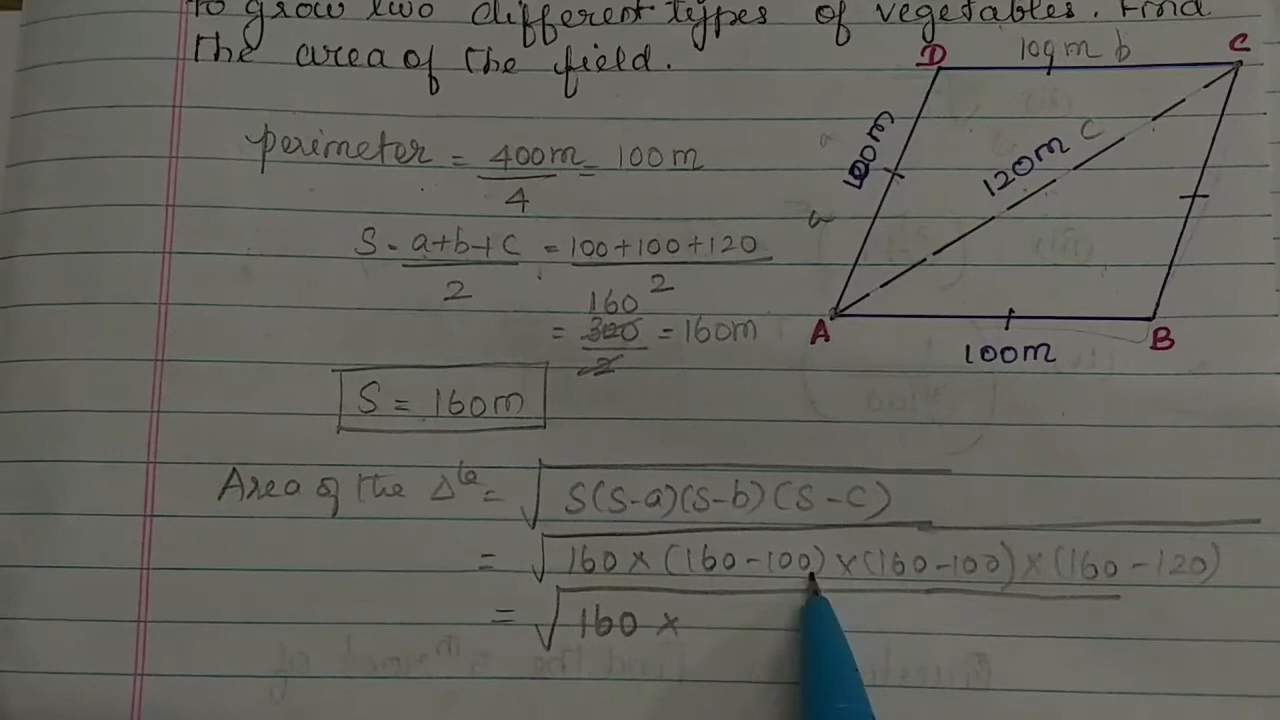 to grow two different types of vegetables. Find
the area of the field.
D 100m b C
100m
a
120m c
A 100m B
perimeter = 400m = 100m
4
S = a+b+c = 100+100+120
2 2
160
= 320 = 160m
2
S = 160m
Area of the Δle = √S(S-a)(S-b)(S-c)
= √160×(160-100)×(160-100)×(160-120)
= √160×